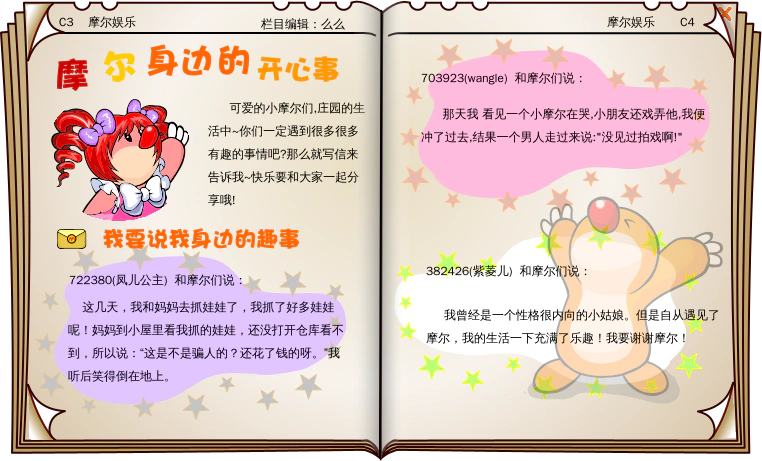 C3 摩尔娱乐 栏目编辑：么么
摩尔身边的开心事
可爱的小摩尔们,庄园的生
活中~你们一定遇到很多很多
有趣的事情吧?那么就写信来
告诉我~快乐要和大家一起分
享哦!
我要说我身边的趣事
722380(凤儿公主）和摩尔们说：
这几天，我和妈妈去抓娃娃了，我抓了好多娃娃
呢！妈妈到小屋里看我抓的娃娃，还没打开仓库看不
到，所以说：“这是不是骗人的？还花了钱的呀。”我
听后笑得倒在地上。
摩尔娱乐 C4
703923(wangle）和摩尔们说：
那天我 看见一个小摩尔在哭,小朋友还戏弄他,我便
冲了过去,结果一个男人走过来说:"没见过拍戏啊!"
382426(紫菱儿）和摩尔们说：
我曾经是一个性格很内向的小姑娘。但是自从遇见了
摩尔，我的生活一下充满了乐趣！我要谢谢摩尔！